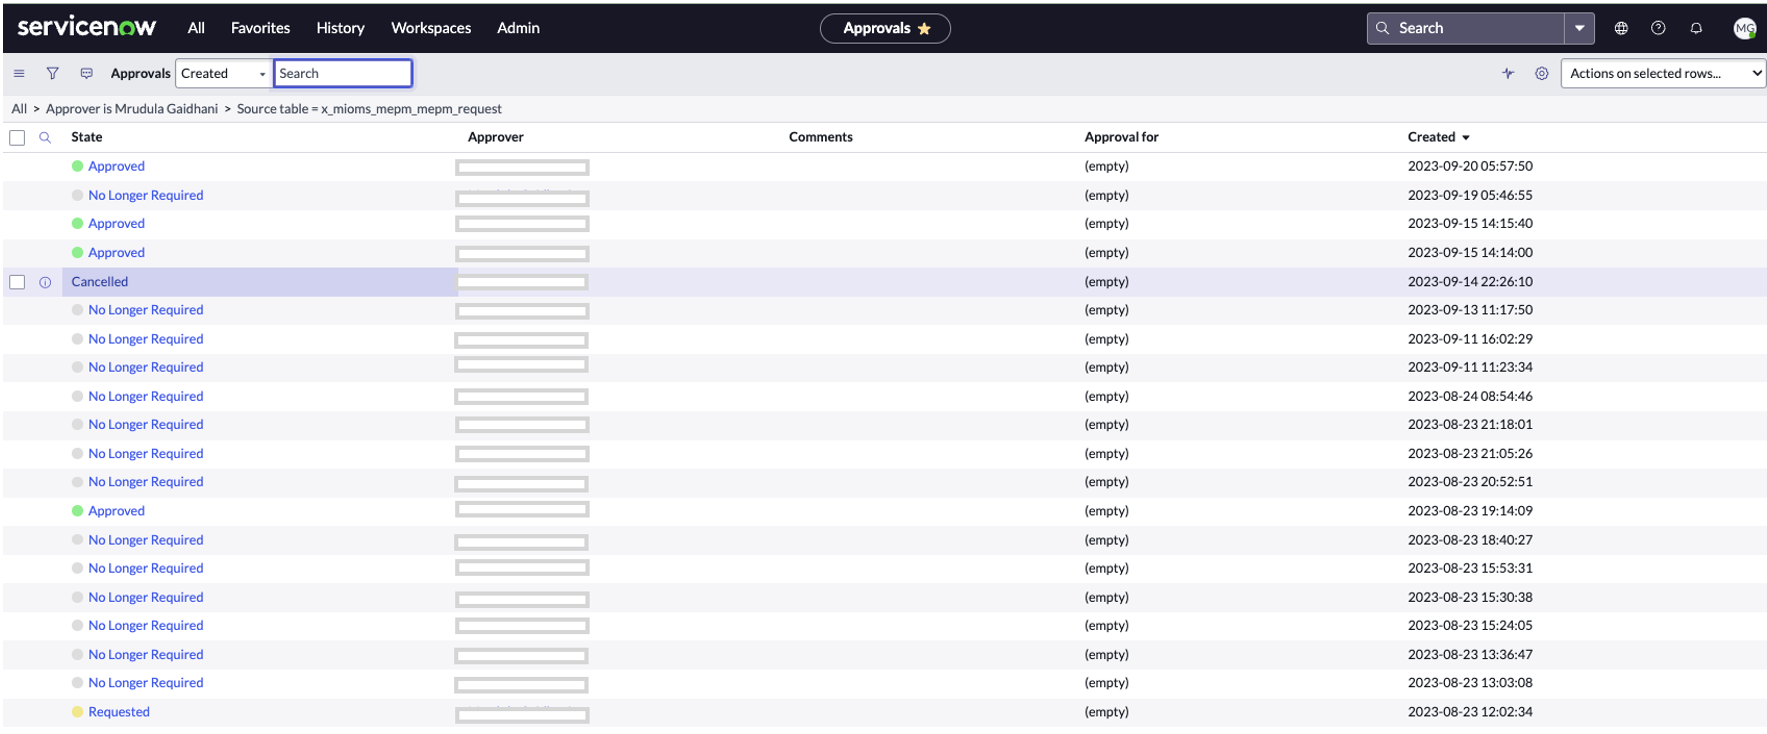 servicenow All Favorites History Workspaces Admin Approvals Search MG
Approvals Created Search Actions on selected rows...
All > Approver is Mrudula Gaidhani > Source table = x_mioms_mepm_mepm_request
State Approver Comments Approval for Created
Approved (empty) 2023-09-20 05:57:50
No Longer Required (empty) 2023-09-19 05:46:55
Approved (empty) 2023-09-15 14:15:40
Approved (empty) 2023-09-15 14:14:00
Cancelled (empty) 2023-09-14 22:26:10
No Longer Required (empty) 2023-09-13 11:17:50
No Longer Required (empty) 2023-09-11 16:02:29
No Longer Required (empty) 2023-09-11 11:23:34
No Longer Required (empty) 2023-08-24 08:54:46
No Longer Required (empty) 2023-08-23 21:18:01
No Longer Required (empty) 2023-08-23 21:05:26
No Longer Required (empty) 2023-08-23 20:52:51
Approved (empty) 2023-08-23 19:14:09
No Longer Required (empty) 2023-08-23 18:40:27
No Longer Required (empty) 2023-08-23 15:53:31
No Longer Required (empty) 2023-08-23 15:30:38
No Longer Required (empty) 2023-08-23 15:24:05
No Longer Required (empty) 2023-08-23 13:36:47
No Longer Required (empty) 2023-08-23 13:03:08
Requested (empty) 2023-08-23 12:02:34